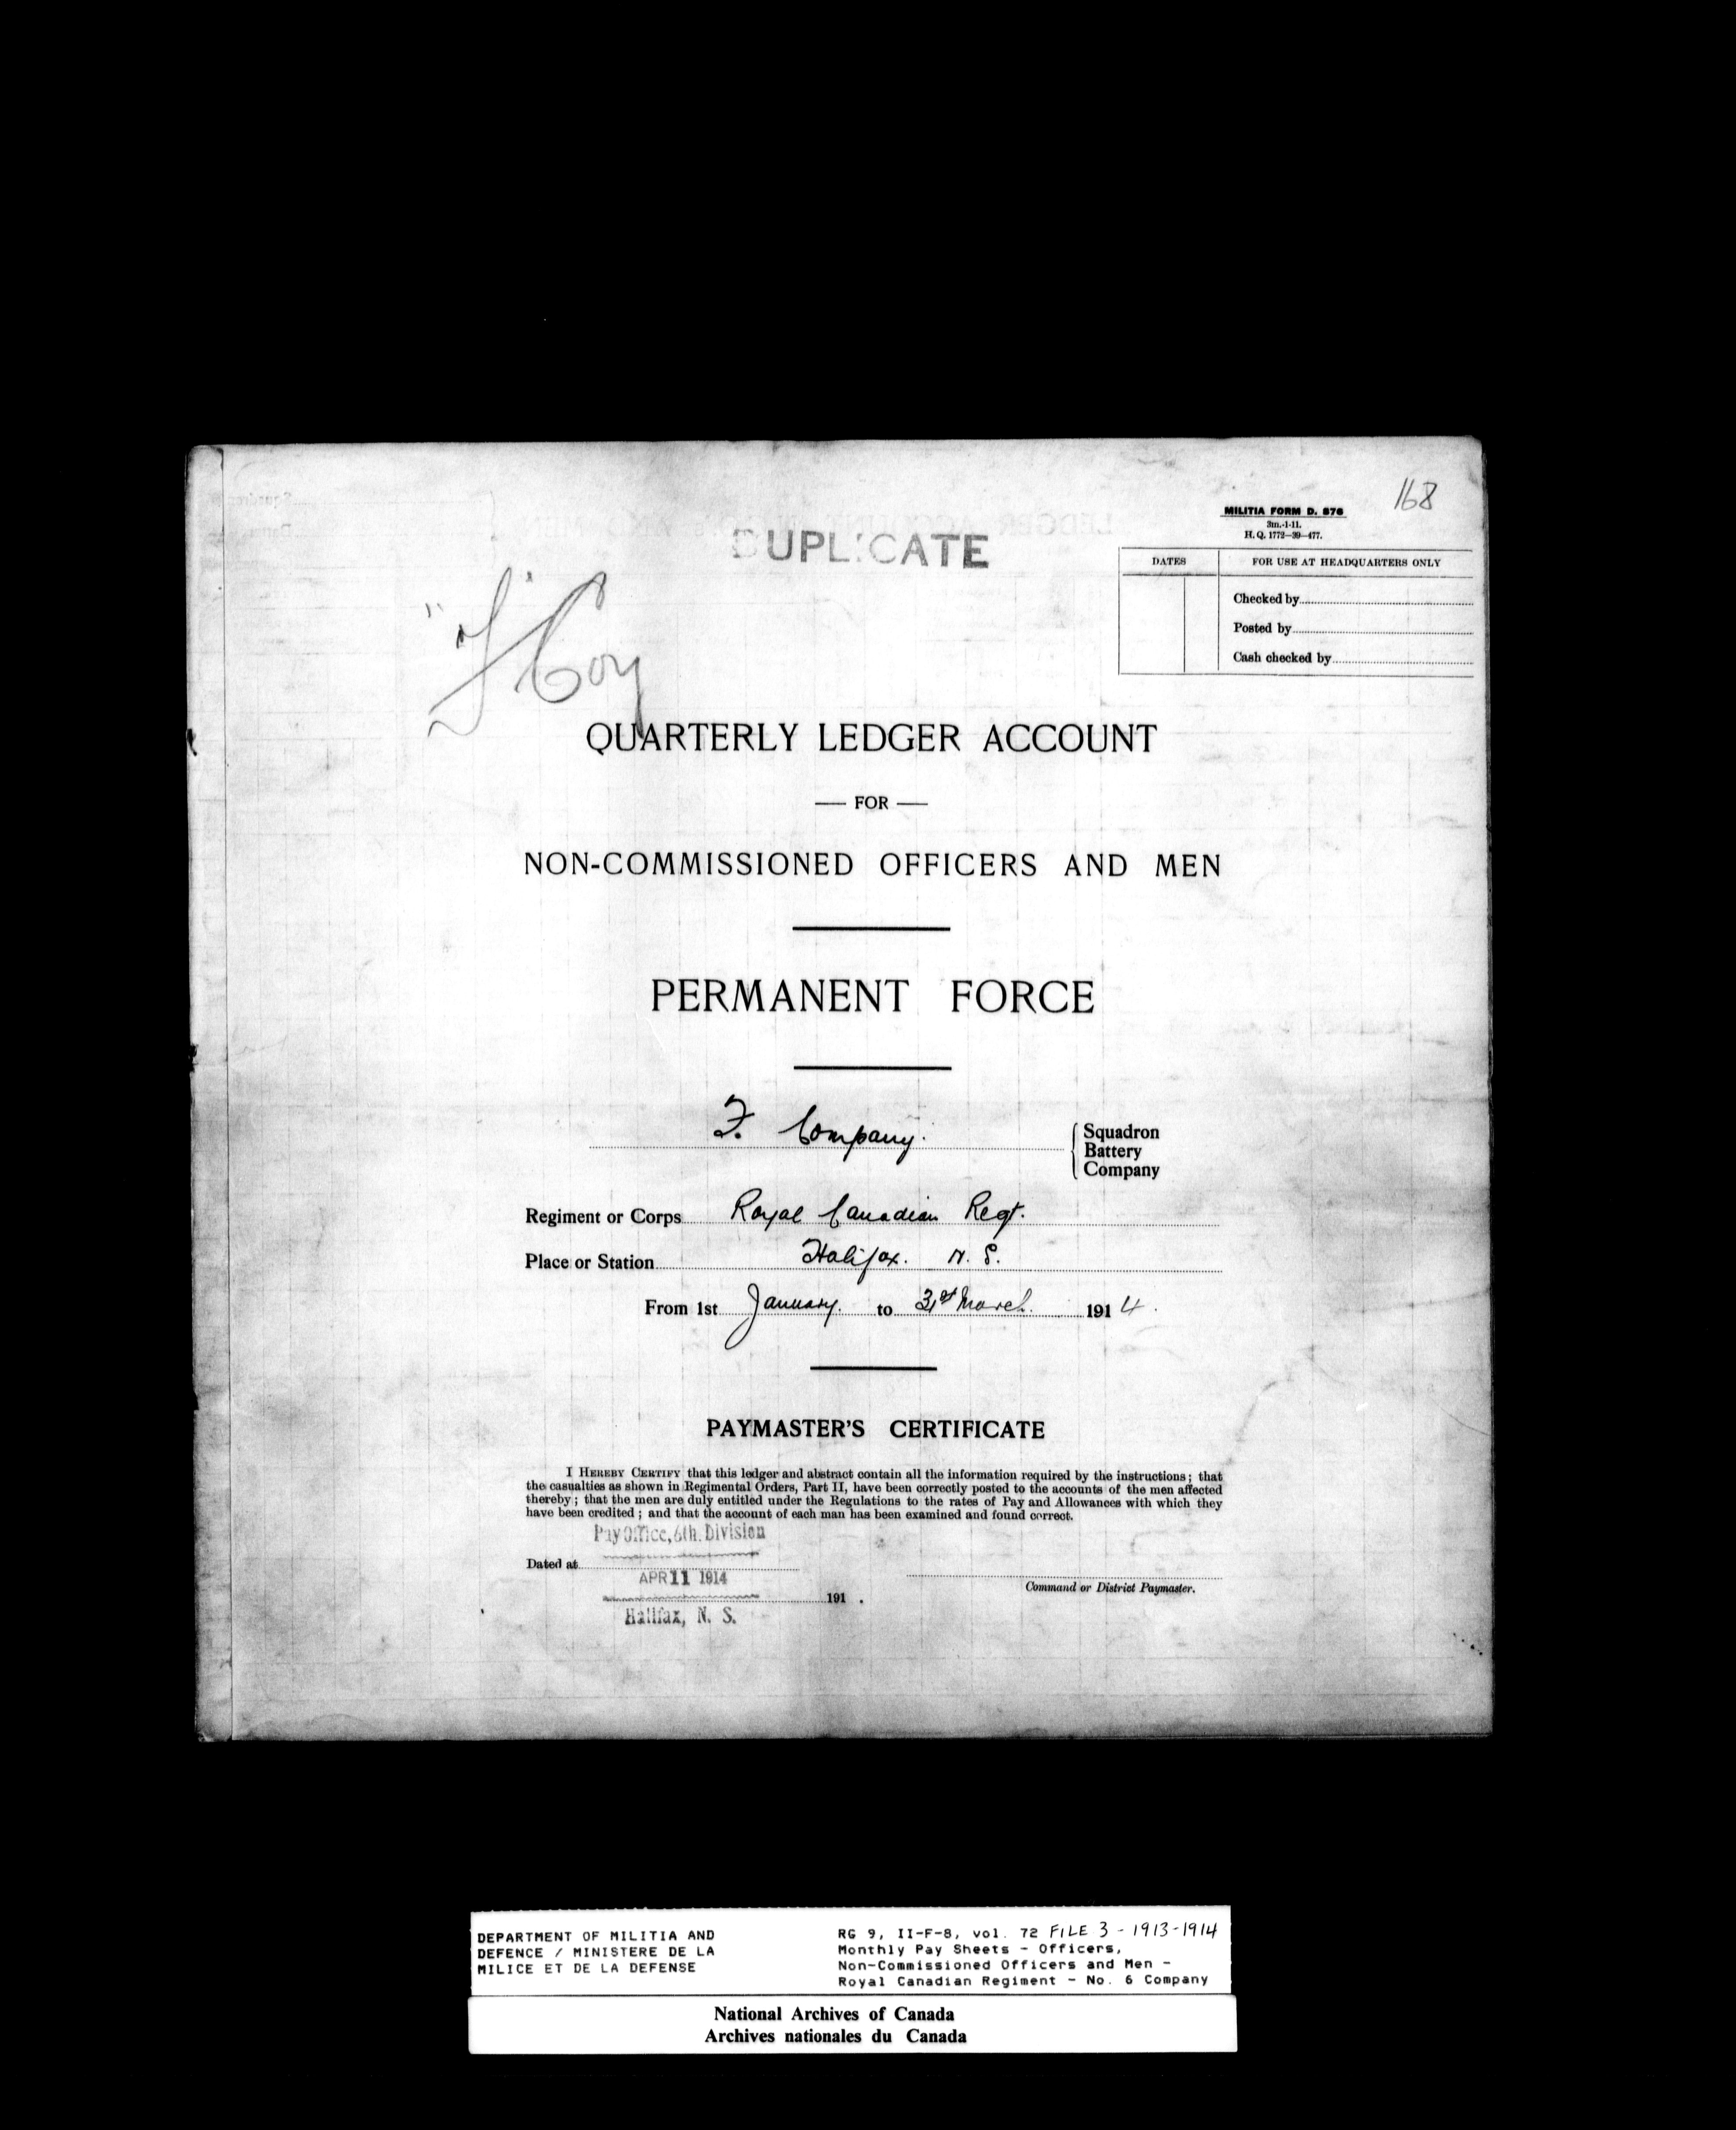 168
MILITIA FORM D. 876
3m.-1-11.
H. Q. 1772—39—477.
DUPLICATE
DATES FOR USE AT HEADQUARTERS ONLY
Checked by
Posted by
Cash checked by
"F" Coy
QUARTERLY LEDGER ACCOUNT
— FOR —
NON-COMMISSIONED OFFICERS AND MEN
PERMANENT FORCE
F. Company.
Squadron
Battery
Company
Regiment or Corps Royal Canadian Regt.
Place or Station Halifax. N. S.
From 1st January. to 31st March. 1914.
PAYMASTER'S CERTIFICATE
I HEREBY CERTIFY that this ledger and abstract contain all the information required by the instructions; that
the casualties as shown in Regimental Orders, Part II, have been correctly posted to the accounts of the men affected
thereby; that the men are duly entitled under the Regulations to the rates of Pay and Allowances with which they
have been credited; and that the account of each man has been examined and found correct.
Pay Office, 6th. Division
Dated at
APR 11 1914
Command or District Paymaster.
191 .
Halifax, N. S.
DEPARTMENT OF MILITIA AND
DEFENCE / MINISTERE DE LA
MILICE ET DE LA DEFENSE
RG 9, II-F-8, vol. 72 FILE 3 - 1913-1914
Monthly Pay Sheets - Officers,
Non-Commissioned Officers and Men -
Royal Canadian Regiment - No. 6 Company
National Archives of Canada
Archives nationales du Canada